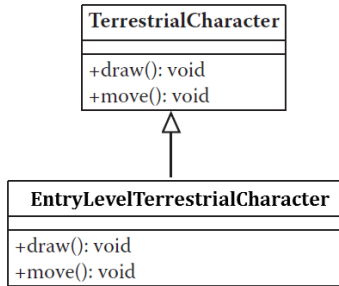 TerrestrialCharacter
+draw(): void
+move(): void
EntryLevelTerrestrialCharacter
+draw(): void
+move(): void